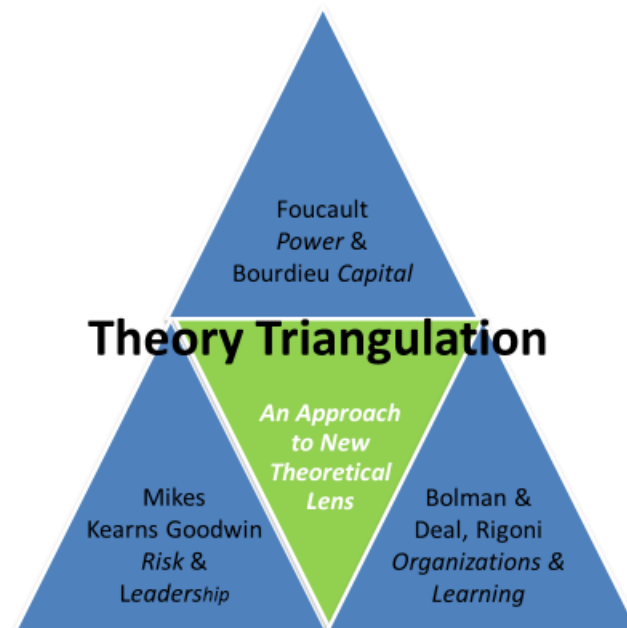 Foucault
Power &
Bourdieu Capital
Theory Triangulation
An Approach
to New
Theoretical
Lens
Mikes
Kearns Goodwin
Risk &
Leadership
Bolman &
Deal, Rigoni
Organizations &
Learning